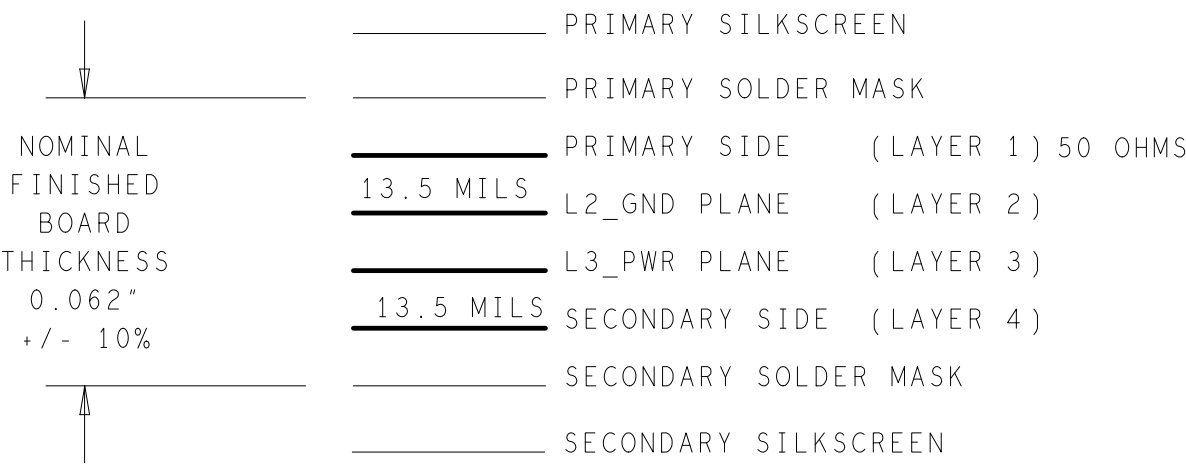 PRIMARY SILKSCREEN
PRIMARY SOLDER MASK
NOMINAL
FINISHED
BOARD
THICKNESS
0.062"
+/- 10%
PRIMARY SIDE (LAYER 1) 50 OHMS
13.5 MILS
L2_GND PLANE (LAYER 2)
L3_PWR PLANE (LAYER 3)
13.5 MILS
SECONDARY SIDE (LAYER 4)
SECONDARY SOLDER MASK
SECONDARY SILKSCREEN